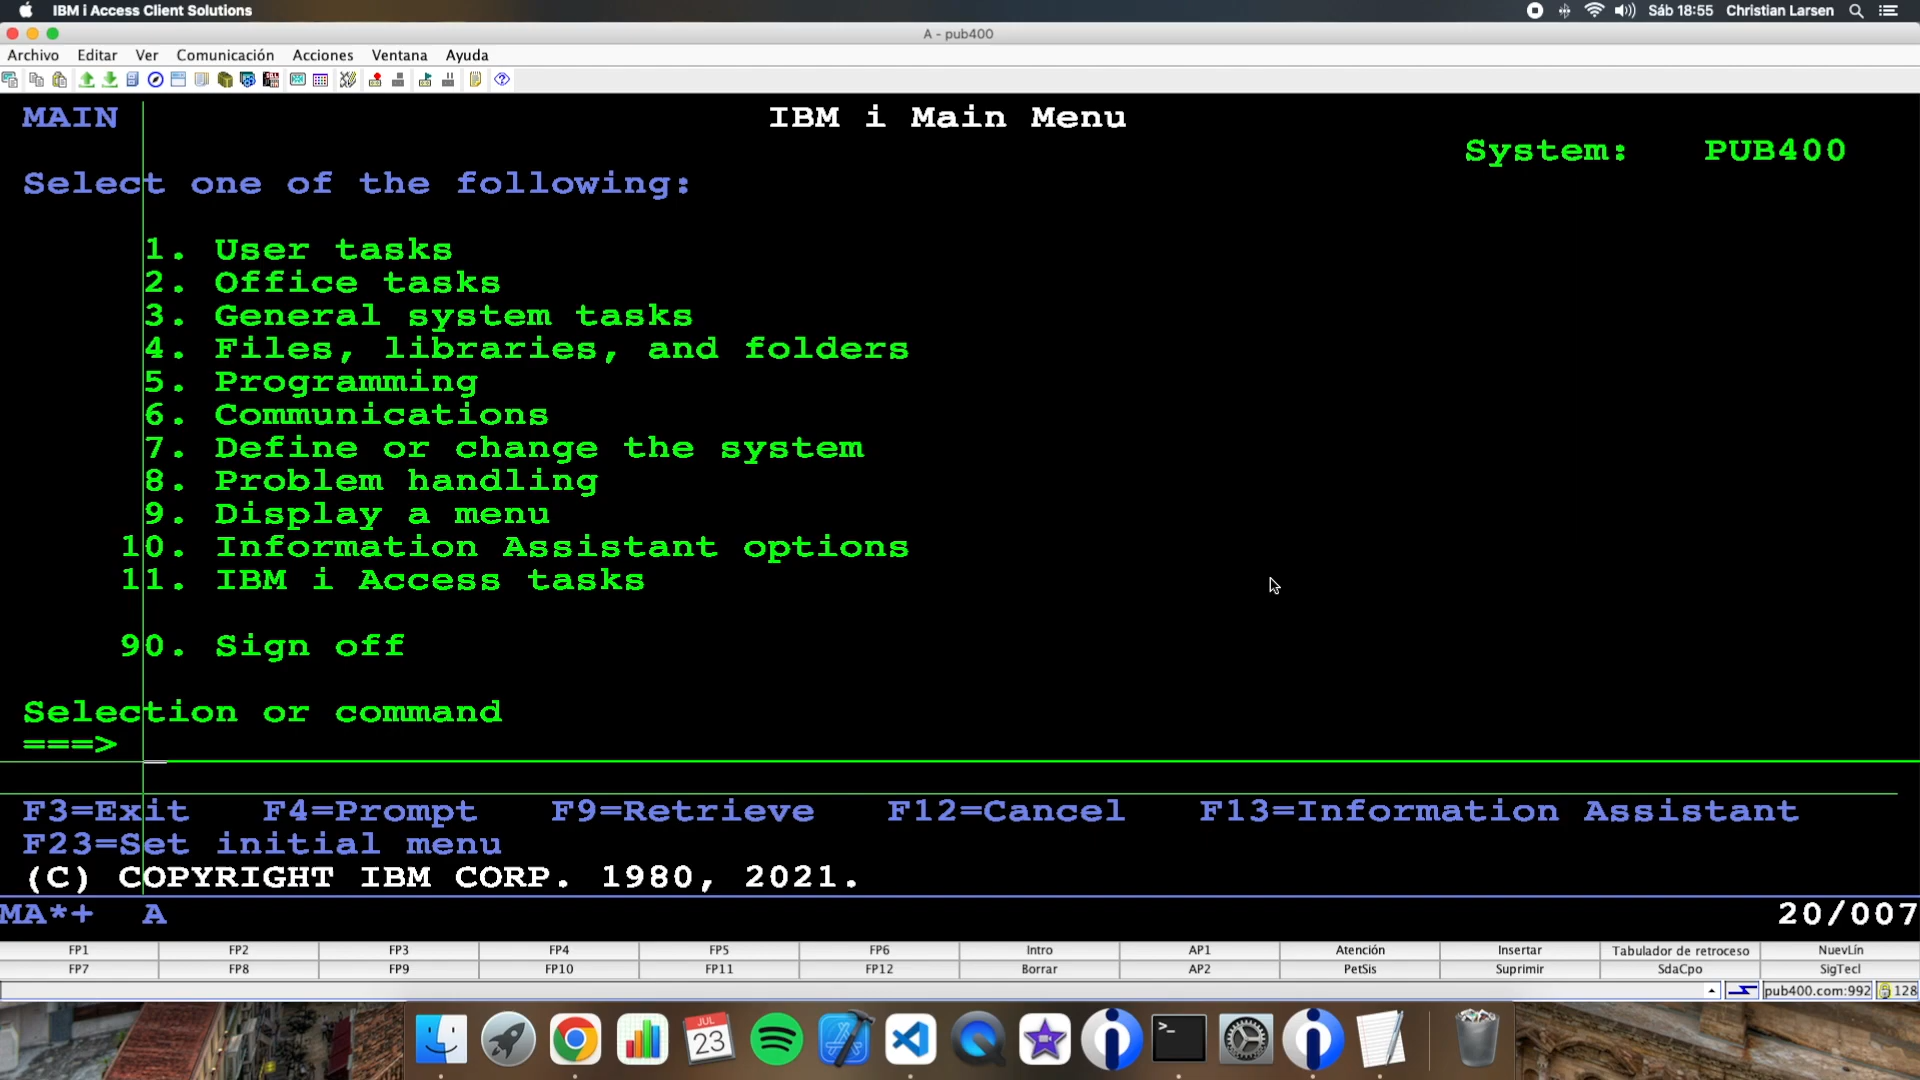 IBM i Access Client Solutions Sáb 18:55 Christian Larsen
A - pub400
Archivo Editar Ver Comunicación Acciones Ventana Ayuda
MAIN IBM i Main Menu
System: PUB400
Select one of the following:
1. User tasks
2. Office tasks
3. General system tasks
4. Files, libraries, and folders
5. Programming
6. Communications
7. Define or change the system
8. Problem handling
9. Display a menu
10. Information Assistant options
11. IBM i Access tasks
90. Sign off
Selection or command
===>
F3=Exit F4=Prompt F9=Retrieve F12=Cancel F13=Information Assistant
F23=Set initial menu
(C) COPYRIGHT IBM CORP. 1980, 2021.
MA*+ A 20/007
FP1 FP2 FP3 FP4 FP5 FP6 Intro AP1 Atención Insertar Tabulador de retroceso NuevLín
FP7 FP8 FP9 FP10 FP11 FP12 Borrar AP2 PetSis Suprimir SdaCpo SigTecl
pub400.com:992 128
JUL
23